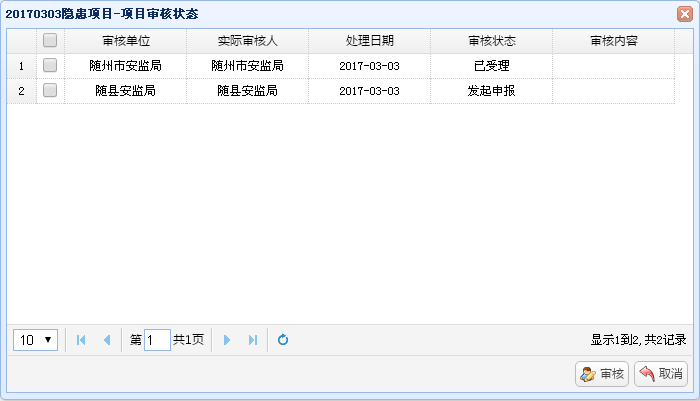 20170303隐患项目-项目审核状态
审核单位 实际审核人 处理日期 审核状态 审核内容
1 随州市安监局 随州市安监局 2017-03-03 已受理
2 随县安监局 随县安监局 2017-03-03 发起申报
10 第 1 共1页 显示1到2,共2记录
审核 取消